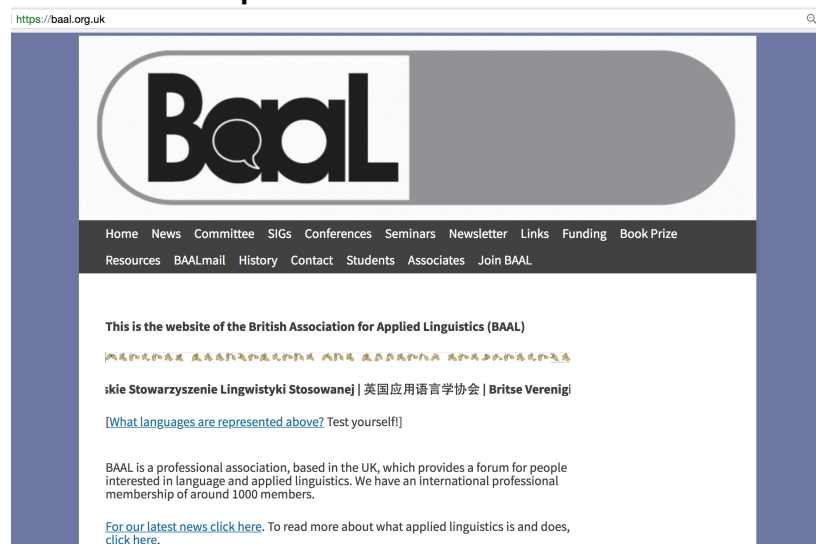 https://baal.org.uk
BaaL
Home News Committee SIGs Conferences Seminars Newsletter Links Funding Book Prize
Resources BAALmail History Contact Students Associates Join BAAL
This is the website of the British Association for Applied Linguistics (BAAL)
skie Stowarzyszenie Lingwistyki Stosowanej | 英国应用语言学协会 | Britse Verenigi
[What languages are represented above? Test yourself!]
BAAL is a professional association, based in the UK, which provides a forum for people
interested in language and applied linguistics. We have an international professional
membership of around 1000 members.
For our latest news click here. To read more about what applied linguistics is and does,
click here.